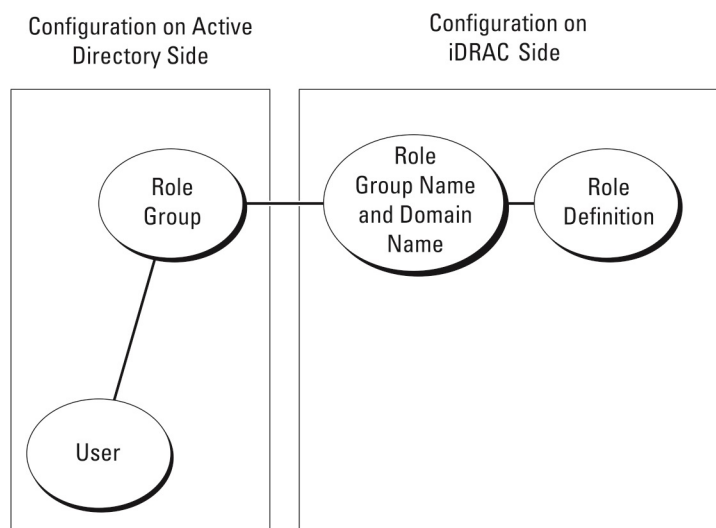 Configuration on Active
Directory Side
Configuration on
iDRAC Side
Role
Group
Role
Group Name
and Domain
Name
Role
Definition
User